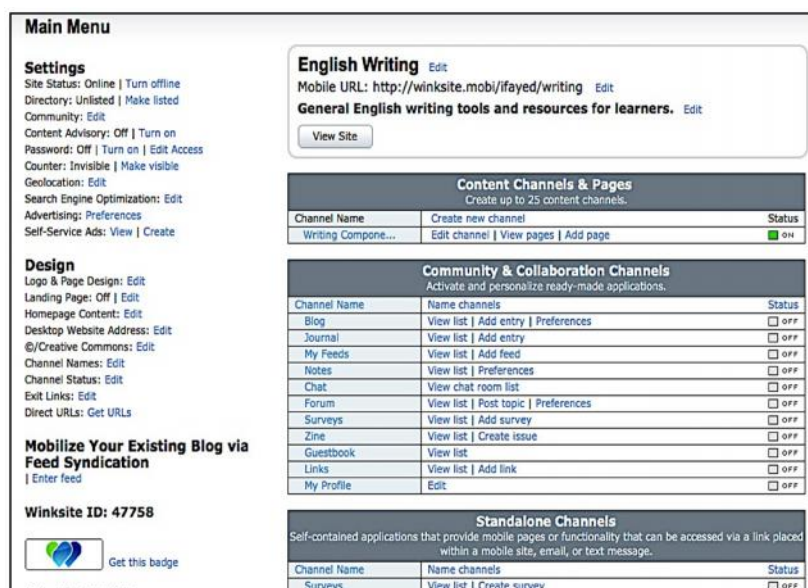 Main Menu
Settings
Site Status: Online | Turn offline
Directory: Unlisted | Make listed
Community: Edit
Content Advisory: Off | Turn on
Password: Off | Turn on | Edit Access
Counter: Invisible | Make visible
Geolocation: Edit
Search Engine Optimization: Edit
Advertising: Preferences
Self-Service Ads: View | Create
Design
Logo & Page Design: Edit
Landing Page: Off | Edit
Homepage Content: Edit
Desktop Website Address: Edit
©/Creative Commons: Edit
Channel Names: Edit
Channel Status: Edit
Exit Links: Edit
Direct URLs: Get URLs
Mobilize Your Existing Blog via
Feed Syndication
| Enter feed
Winksite ID: 47758
Get this badge
English Writing Edit
Mobile URL: http://winksite.mobi/ifayed/writing Edit
General English writing tools and resources for learners. Edit
View Site
Content Channels & Pages
Create up to 25 content channels.
Channel Name Create new channel Status
Writing Compone... Edit channel | View pages | Add page ON
Community & Collaboration Channels
Activate and personalize ready-made applications.
Channel Name Name channels Status
Blog View list | Add entry | Preferences OFF
Journal View list | Add entry OFF
My Feeds View list | Add feed OFF
Notes View list | Preferences OFF
Chat View chat room list OFF
Forum View list | Post topic | Preferences OFF
Surveys View list | Add survey OFF
Zine View list | Create issue OFF
Guestbook View list OFF
Links View list | Add link OFF
My Profile Edit OFF
Standalone Channels
Self-contained applications that provide mobile pages or functionality that can be accessed via a link placed
within a mobile site, email, or text message.
Channel Name Name channels Status
Surveys View list | Create survey OFF